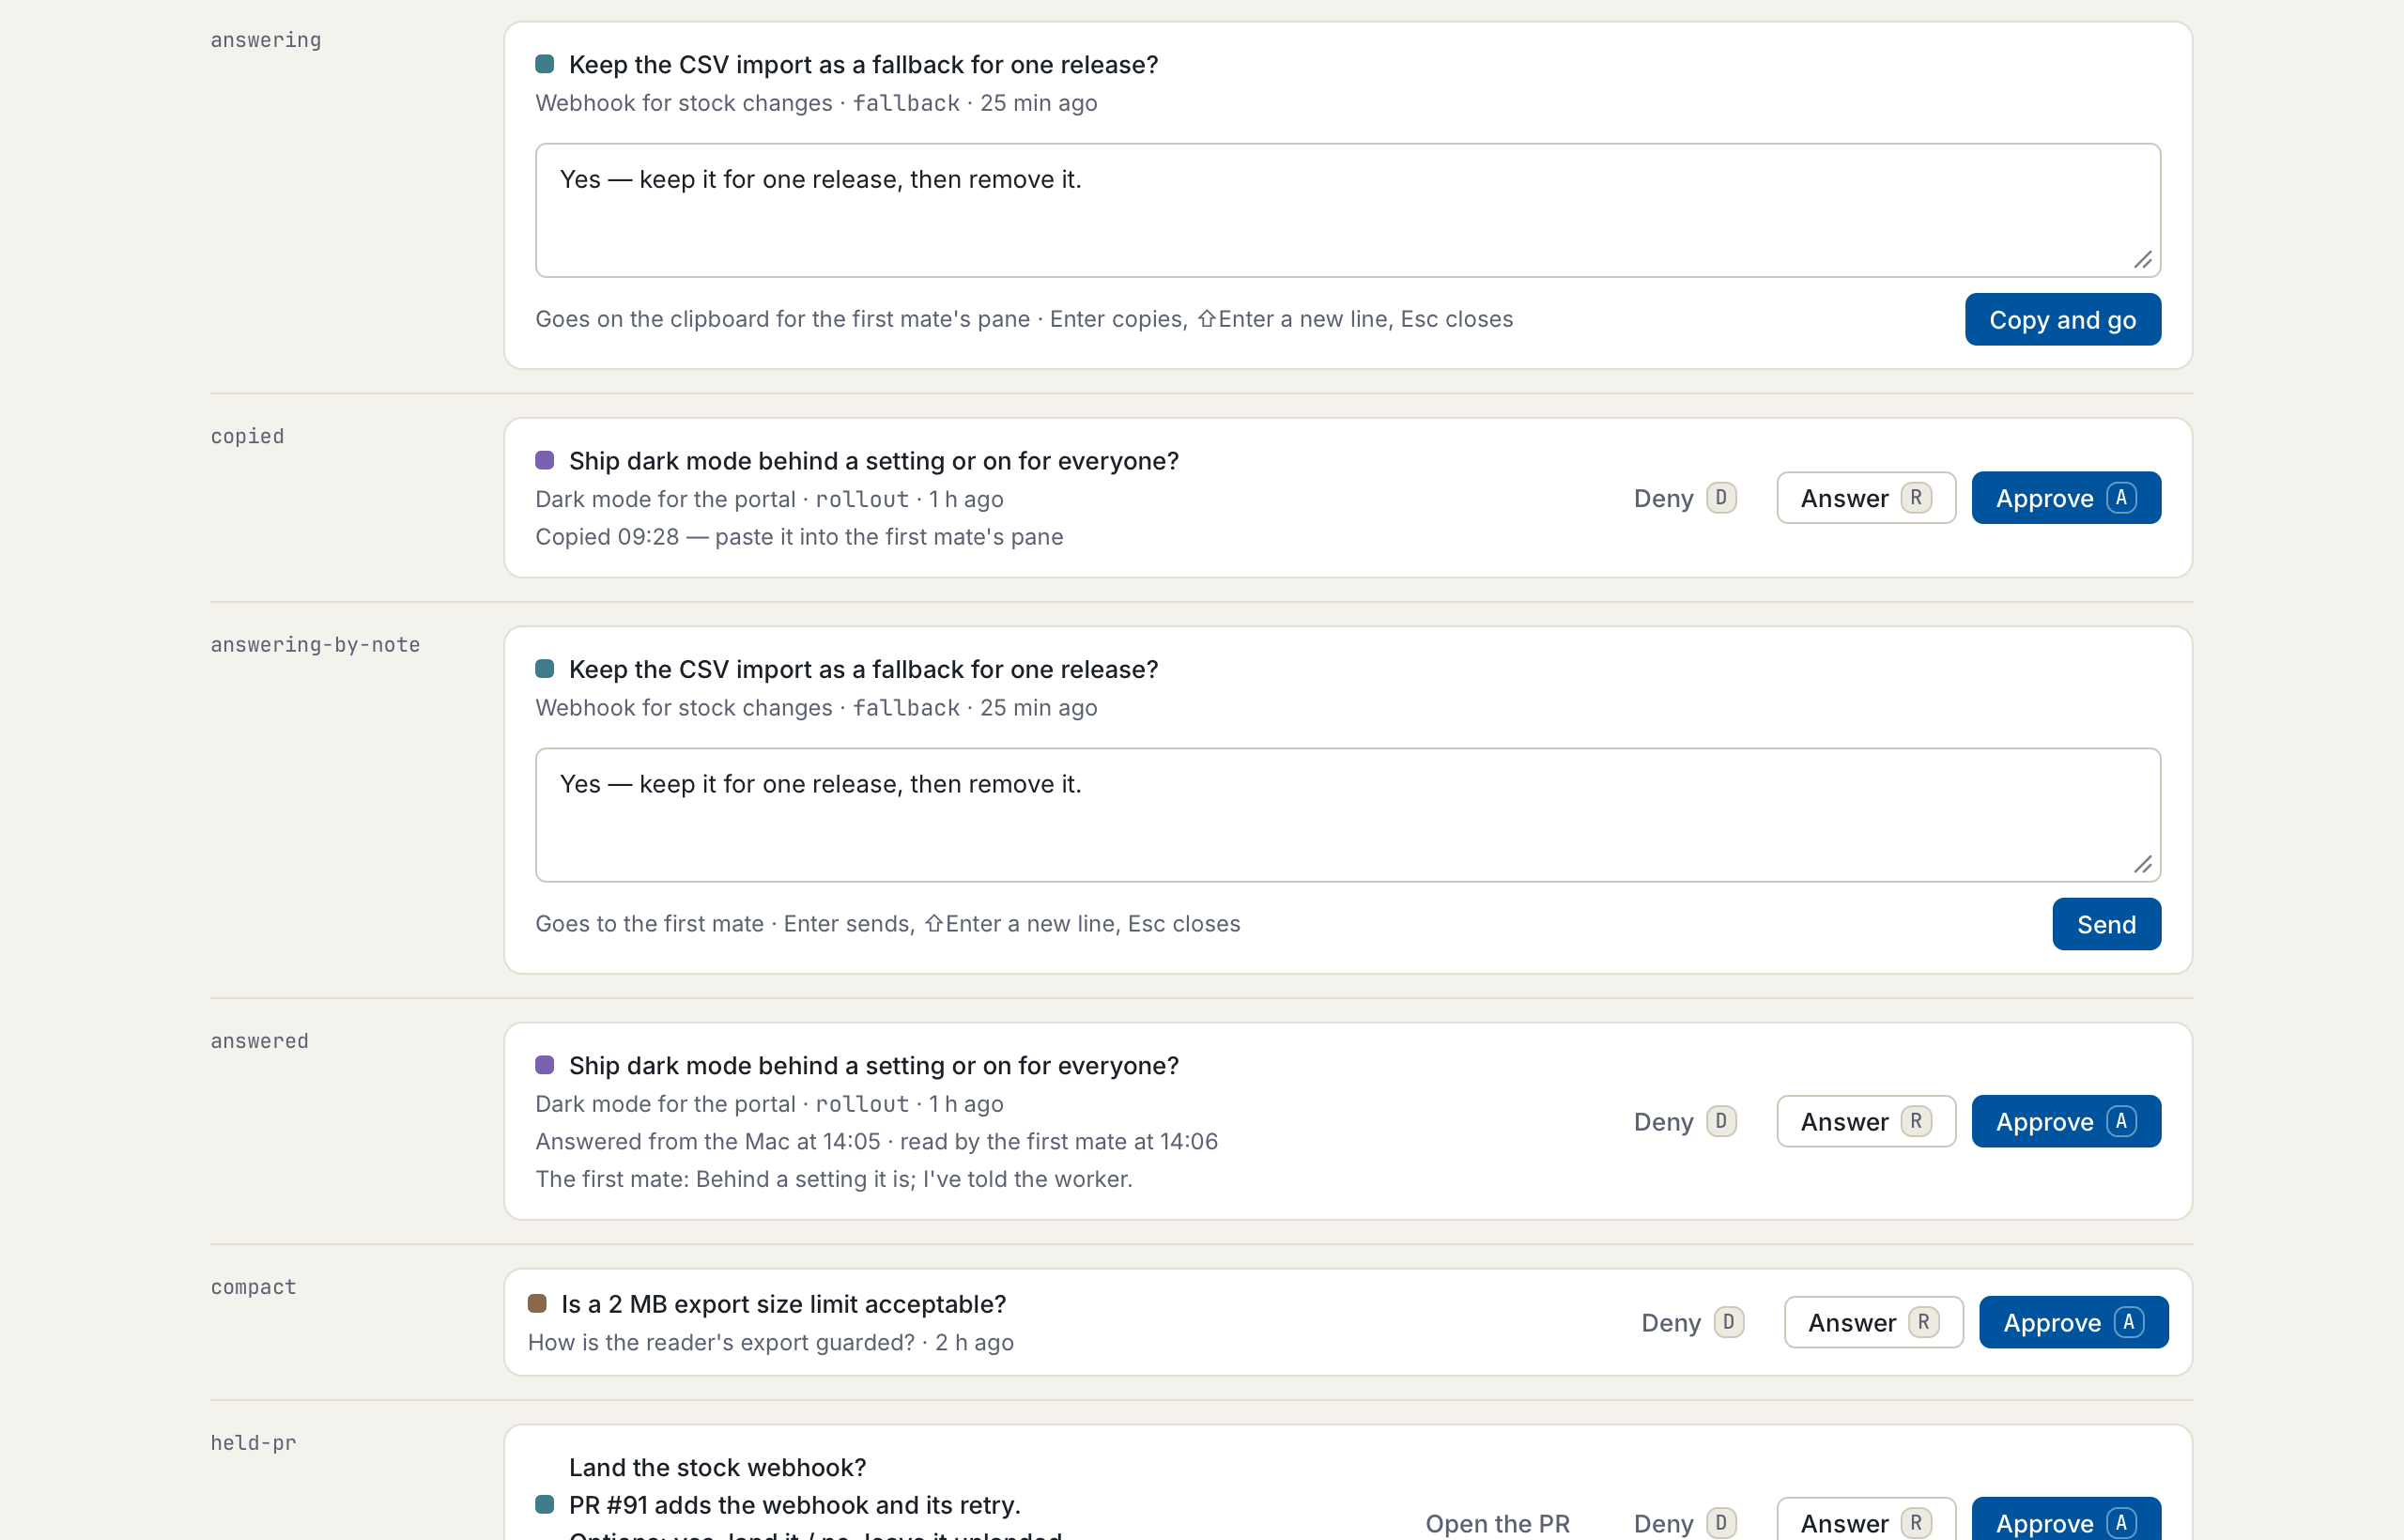 answering
Keep the CSV import as a fallback for one release?
Webhook for stock changes · fallback · 25 min ago
Yes — keep it for one release, then remove it.
Goes on the clipboard for the first mate's pane · Enter copies, ⇧Enter a new line, Esc closes
Copy and go
copied
Ship dark mode behind a setting or on for everyone?
Dark mode for the portal · rollout · 1 h ago
Copied 09:28 — paste it into the first mate's pane
Deny D
Answer R
Approve A
answering-by-note
Keep the CSV import as a fallback for one release?
Webhook for stock changes · fallback · 25 min ago
Yes — keep it for one release, then remove it.
Goes to the first mate · Enter sends, ⇧Enter a new line, Esc closes
Send
answered
Ship dark mode behind a setting or on for everyone?
Dark mode for the portal · rollout · 1 h ago
Answered from the Mac at 14:05 · read by the first mate at 14:06
The first mate: Behind a setting it is; I've told the worker.
Deny D
Answer R
Approve A
compact
Is a 2 MB export size limit acceptable?
How is the reader's export guarded? · 2 h ago
Deny D
Answer R
Approve A
held-pr
Land the stock webhook?
PR #91 adds the webhook and its retry.
Options: yes, land it / no, leave it unlanded
Open the PR
Deny D
Answer R
Approve A